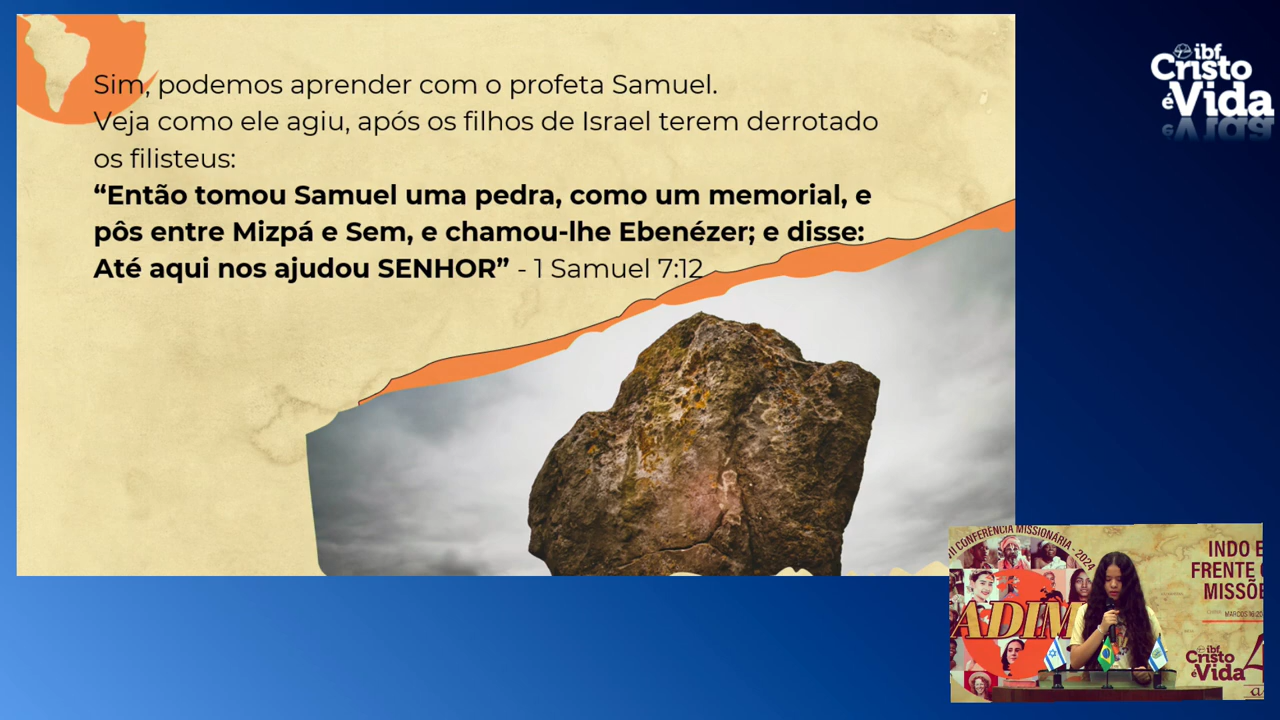 Sim, podemos aprender com o profeta Samuel.
Veja como ele agiu, após os filhos de Israel terem derrotado
os filisteus:
“Então tomou Samuel uma pedra, como um memorial, e
pôs entre Mizpá e Sem, e chamou-lhe Ebenézer; e disse:
Até aqui nos ajudou SENHOR” - 1 Samuel 7:12
ibf
Cristo
é Vida
CONFERÊNCIA MISSIONÁRIA - 2024
ADIM
INDO E
FRENTE
MISSÕE
ibf
Cristo
é Vida